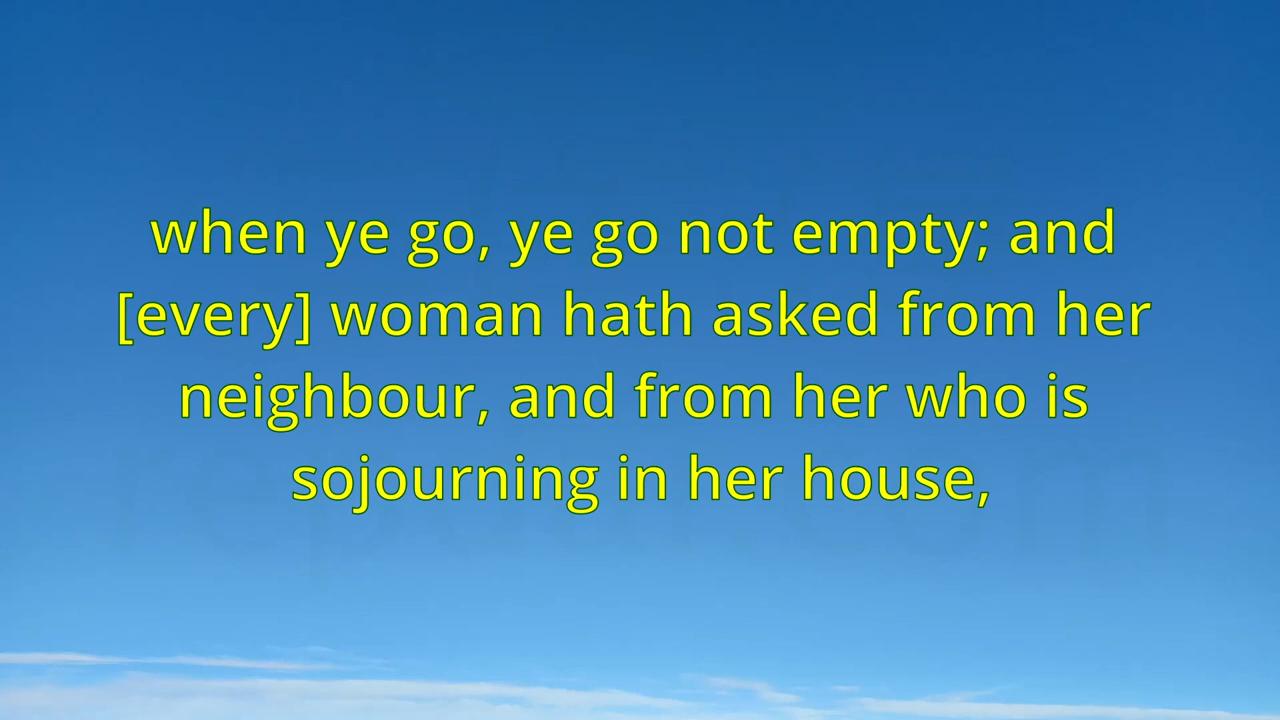 when ye go, ye go not empty; and
[every] woman hath asked from her
neighbour, and from her who is
sojourning in her house,